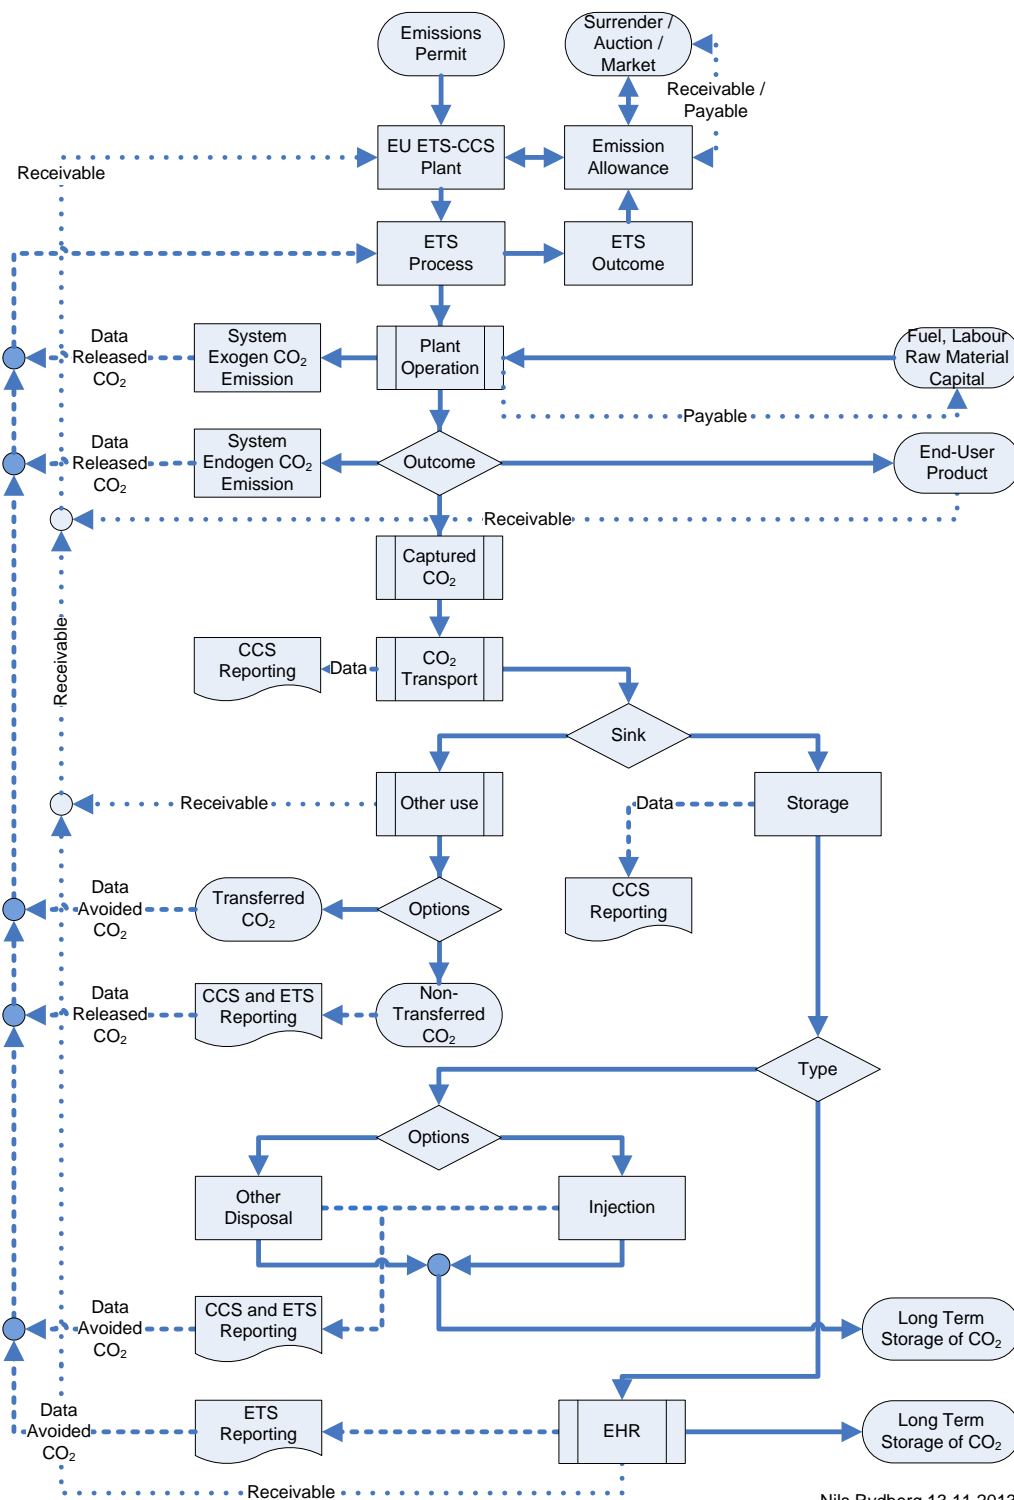 Emissions
Permit
Surrender /
Auction /
Market
Receivable /
Payable
EU ETS-CCS
Plant
Emission
Allowance
Receivable
ETS
Process
ETS
Outcome
Data
Released
CO₂
System
Exogen CO₂
Emission
Plant
Operation
Fuel, Labour
Raw Material
Capital
Payable
Data
Released
CO₂
System
Endogen CO₂
Emission
Outcome
End-User
Product
Receivable
Captured
CO₂
Receivable
CCS
Reporting
Data
CO₂
Transport
Sink
Receivable
Other use
Data
Storage
Data
Avoided
CO₂
Transferred
CO₂
Options
CCS
Reporting
Data
Released
CO₂
CCS and ETS
Reporting
Non-
Transferred
CO₂
Type
Options
Other
Disposal
Injection
Data
Avoided
CO₂
CCS and ETS
Reporting
Long Term
Storage of CO₂
Data
Avoided
CO₂
ETS
Reporting
EHR
Long Term
Storage of CO₂
Receivable
Nils Rydberg 13.11.2013